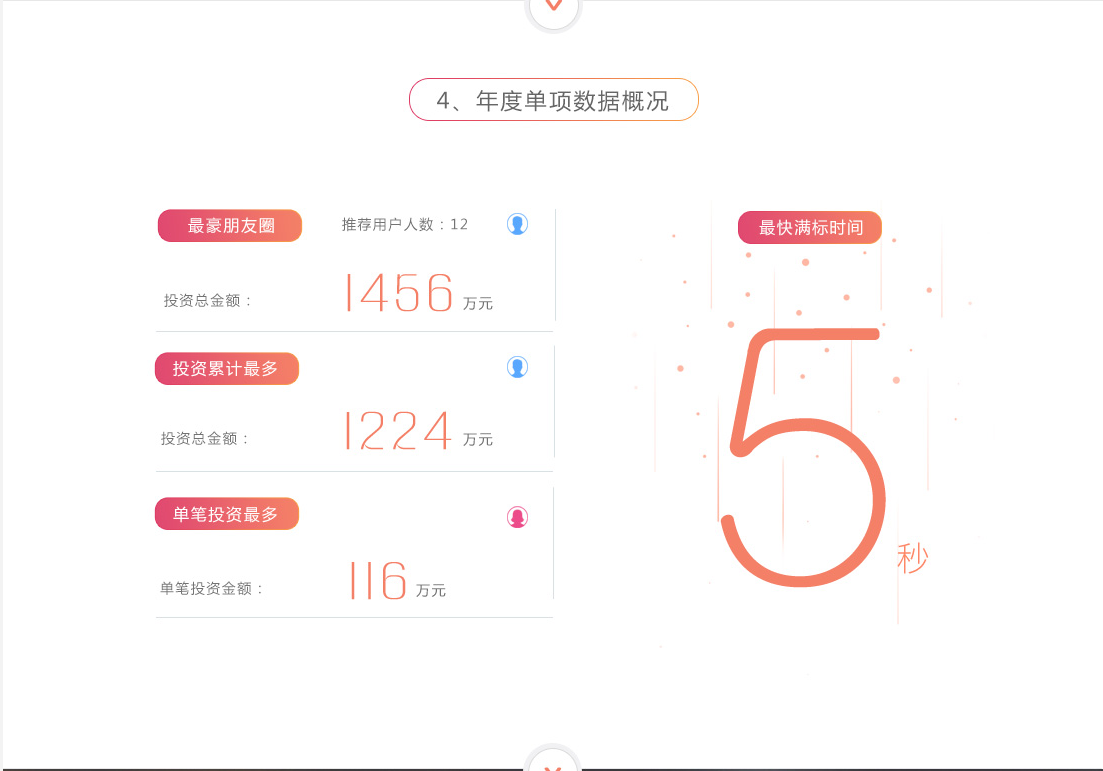 4、年度单项数据概况
最豪朋友圈
推荐用户人数：12
投资总金额：
1456 万元
投资累计最多
投资总金额：
1224 万元
单笔投资最多
单笔投资金额：
116 万元
最快满标时间
5 秒